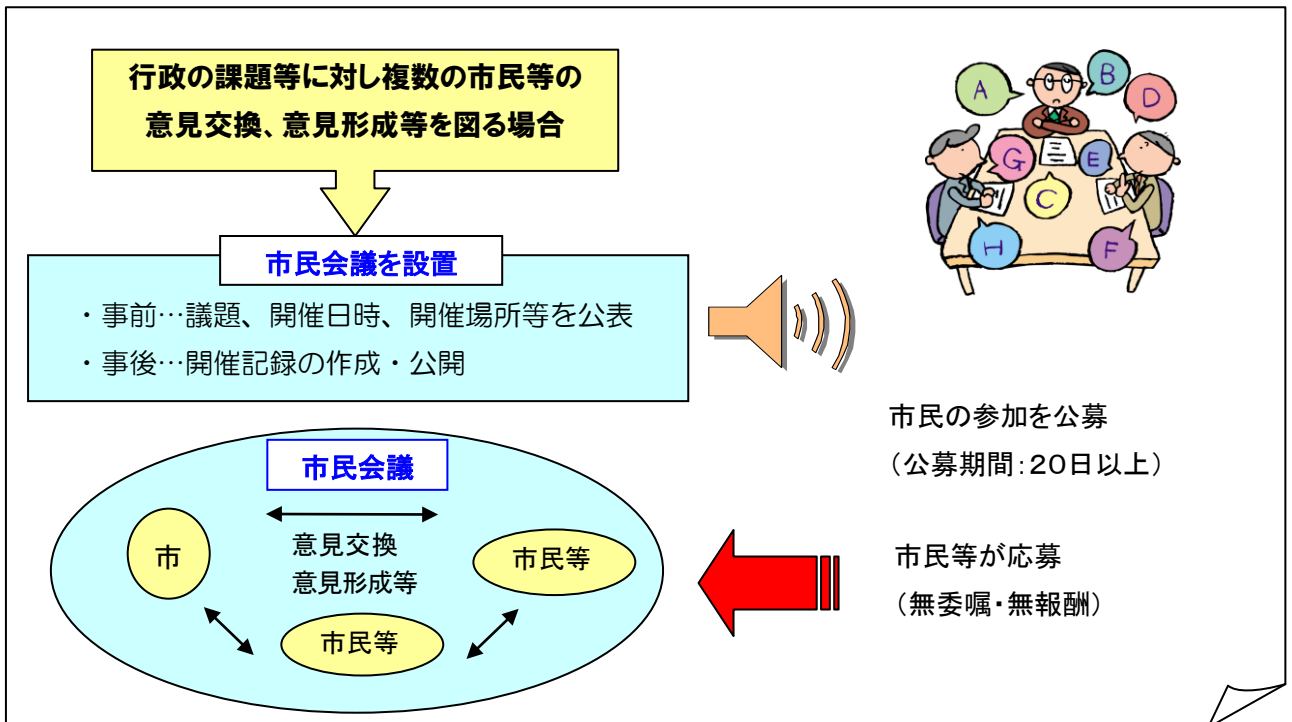 行政の課題等に対し複数の市民等の
意見交換、意見形成等を図る場合
市民会議を設置
・事前…議題、開催日時、開催場所等を公表
・事後…開催記録の作成・公開
A
B
D
G
E
C
H
F
市民の参加を公募
（公募期間：２０日以上）
市民会議
市
意見交換
意見形成等
市民等
市民等
市民等が応募
（無委嘱・無報酬）